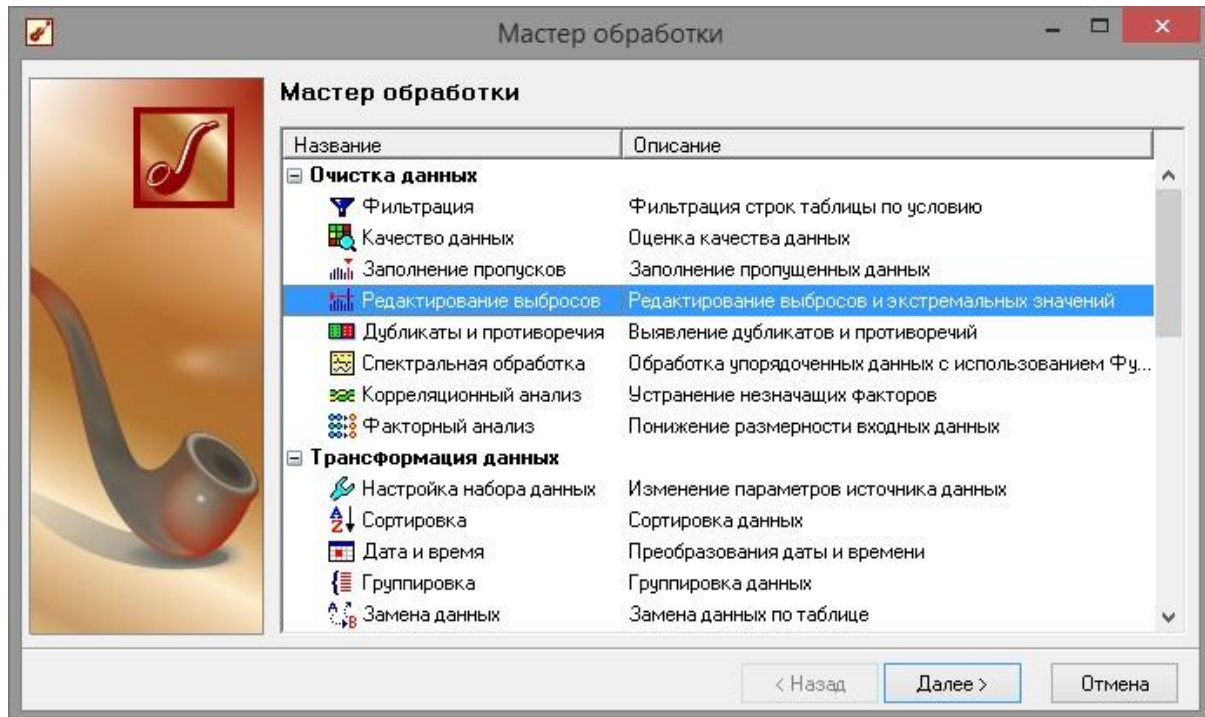 Мастер обработки
Мастер обработки
Название Описание
Очистка данных
Фильтрация Фильтрация строк таблицы по условию
Качество данных Оценка качества данных
Заполнение пропусков Заполнение пропущенных данных
Редактирование выбросов Редактирование выбросов и экстремальных значений
Дубликаты и противоречия Выявление дубликатов и противоречий
Спектральная обработка Обработка упорядоченных данных с использованием Фу...
Корреляционный анализ Устранение незначащих факторов
Факторный анализ Понижение размерности входных данных
Трансформация данных
Настройка набора данных Изменение параметров источника данных
Сортировка Сортировка данных
Дата и время Преобразования даты и времени
Группировка Группировка данных
Замена данных Замена данных по таблице
< Назад Далее > Отмена